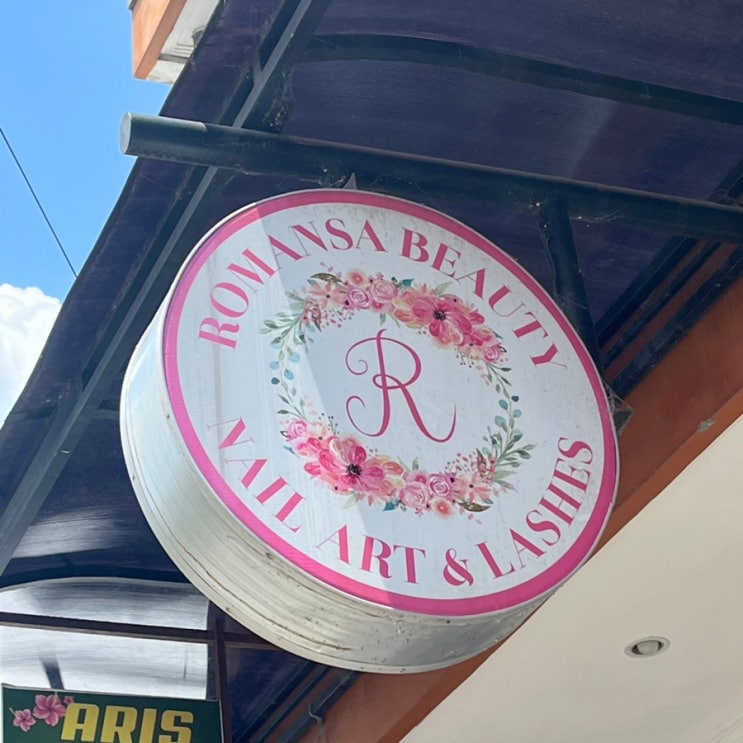 ROMANSA BEAUTY
R
NAIL ART & LASHES
ARIS